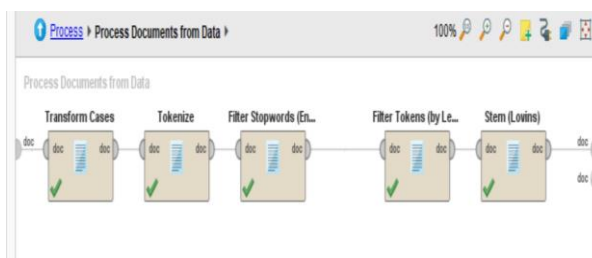 Process ▸ Process Documents from Data ▸ 100%
Process Documents from Data
Transform Cases Tokenize Filter Stopwords (En... Filter Tokens (by Le... Stem (Lovins)
doc doc doc doc doc doc doc doc doc doc doc doc
doc